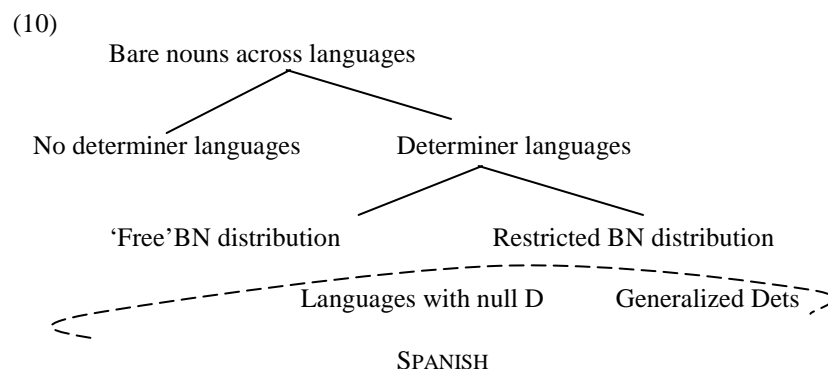 (10)
Bare nouns across languages
No determiner languages Determiner languages
‘Free’BN distribution Restricted BN distribution
Languages with null D Generalized Dets
SPANISH